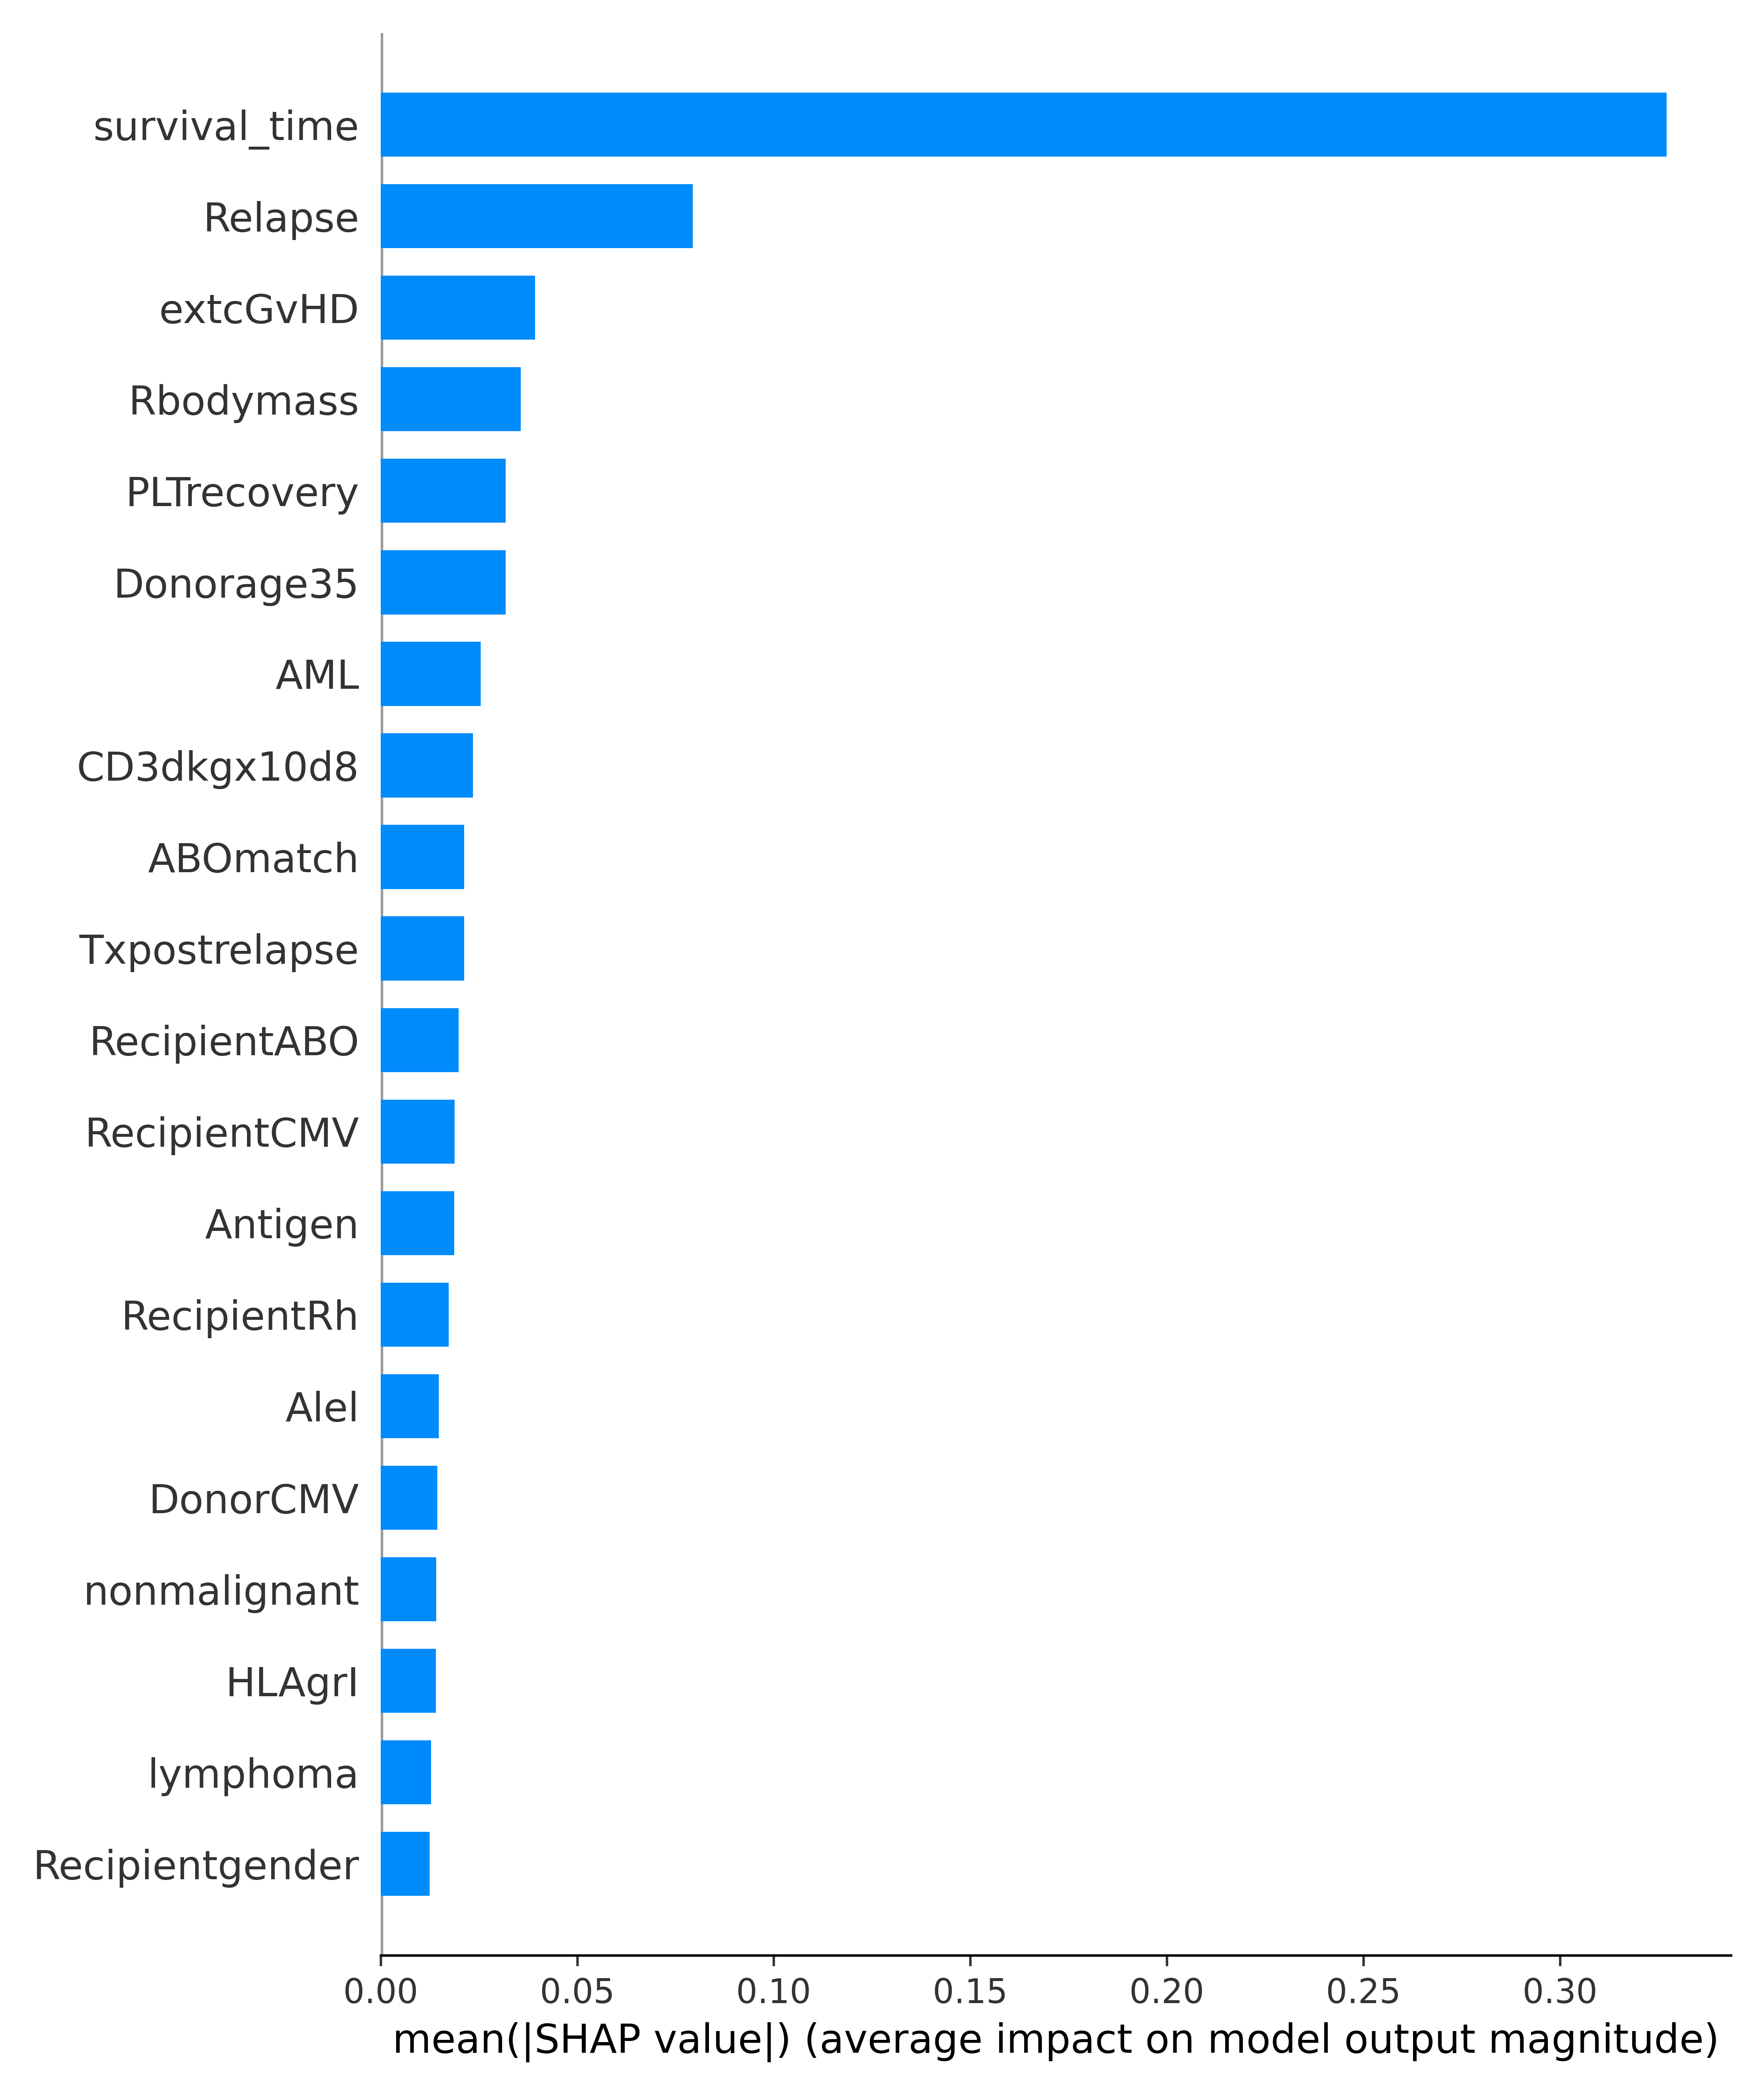 survival_time
Relapse
extcGvHD
Rbodymass
PLTrecovery
Donorage35
AML
CD3dkgx10d8
ABOmatch
Txpostrelapse
RecipientABO
RecipientCMV
Antigen
RecipientRh
Alel
DonorCMV
nonmalignant
HLAgrI
lymphoma
Recipientgender
0.00 0.05 0.10 0.15 0.20 0.25 0.30
mean(|SHAP value|) (average impact on model output magnitude)